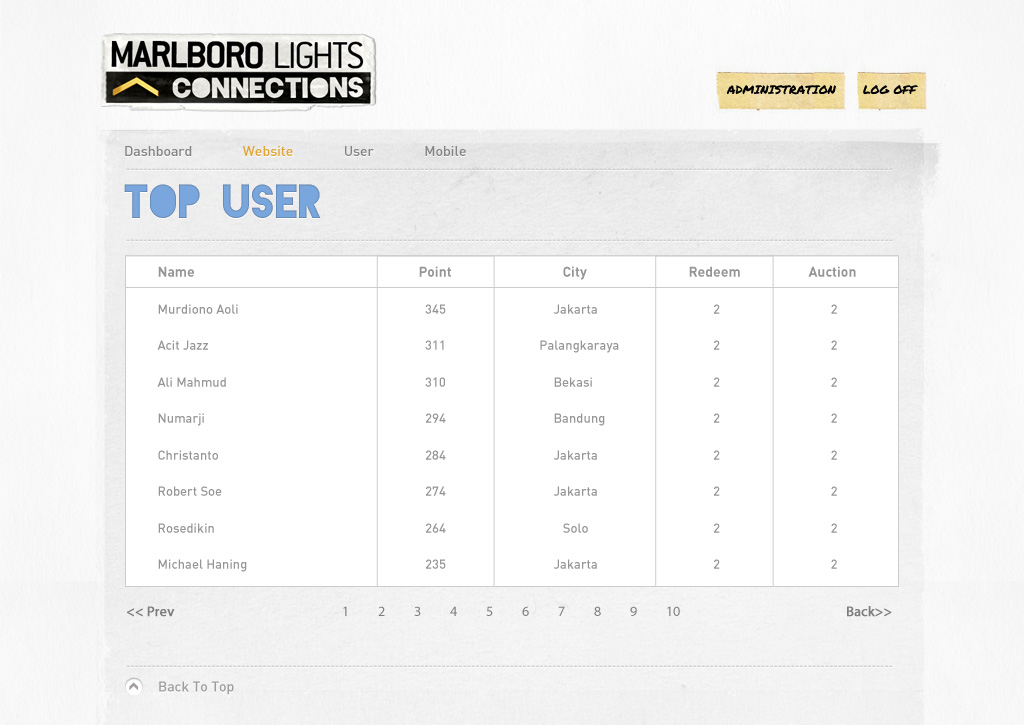 MARLBORO LIGHTS
CONNECTIONS
ADMINISTRATION LOG OFF
Dashboard Website User Mobile
TOP USER
Name Point City Redeem Auction
Murdiono Aoli 345 Jakarta 2 2
Acit Jazz 311 Palangkaraya 2 2
Ali Mahmud 310 Bekasi 2 2
Numarji 294 Bandung 2 2
Christanto 284 Jakarta 2 2
Robert Soe 274 Jakarta 2 2
Rosedikin 264 Solo 2 2
Michael Haning 235 Jakarta 2 2
<< Prev 1 2 3 4 5 6 7 8 9 10 Back>>
Back To Top